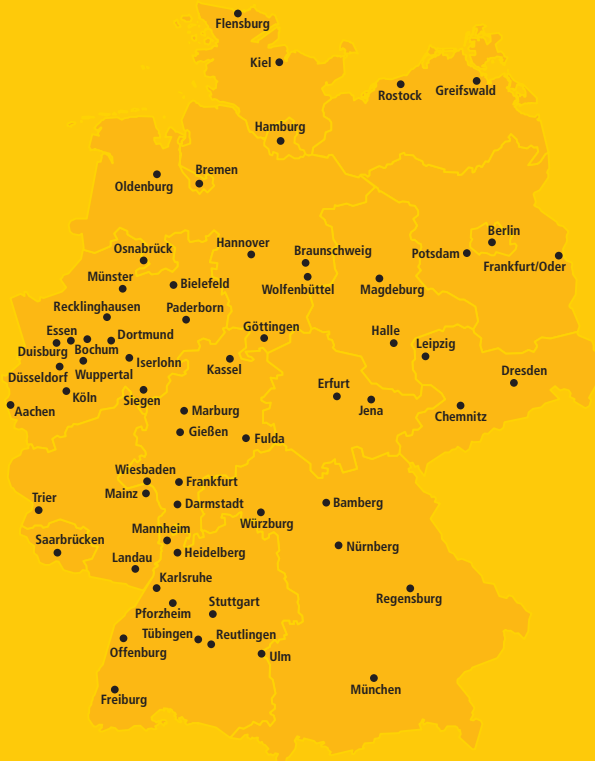 Flensburg
Kiel
Rostock
Greifswald
Hamburg
Bremen
Oldenburg
Berlin
Potsdam
Frankfurt/Oder
Osnabrück
Hannover
Braunschweig
Wolfenbüttel
Magdeburg
Münster
Bielefeld
Recklinghausen
Paderborn
Göttingen
Essen
Dortmund
Duisburg
Bochum
Halle
Leipzig
Iserlohn
Kassel
Düsseldorf
Wuppertal
Dresden
Erfurt
Köln
Siegen
Jena
Aachen
Marburg
Chemnitz
Gießen
Fulda
Wiesbaden
Frankfurt
Mainz
Trier
Darmstadt
Bamberg
Würzburg
Mannheim
Saarbrücken
Nürnberg
Heidelberg
Landau
Karlsruhe
Regensburg
Stuttgart
Pforzheim
Tübingen
Reutlingen
Offenburg
Ulm
München
Freiburg